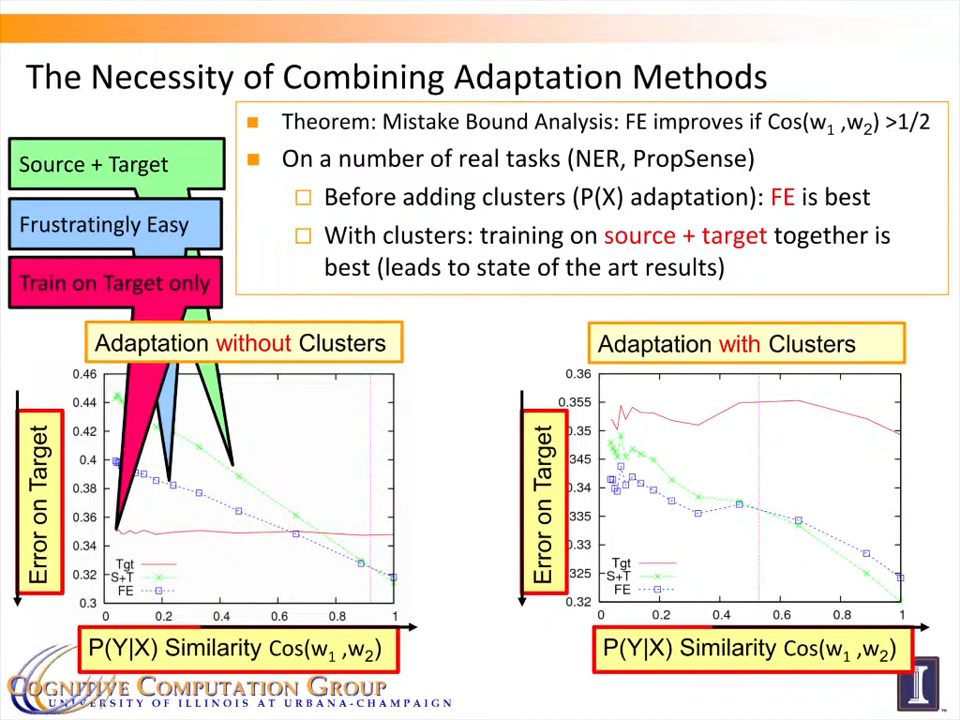 The Necessity of Combining Adaptation Methods
Theorem: Mistake Bound Analysis: FE improves if Cos(w1 ,w2) >1/2
On a number of real tasks (NER, PropSense)
Before adding clusters (P(X) adaptation): FE is best
With clusters: training on source + target together is
best (leads to state of the art results)
Source + Target
Frustratingly Easy
Train on Target only
Adaptation without Clusters
0.46
0.44
0.42
0.4
0.38
0.36
0.34
0.32
0.3
0
0.2
0.4
0.6
0.8
1
Tgt
S+T
FE
Error on Target
P(Y|X) Similarity Cos(w1 ,w2)
Adaptation with Clusters
0.36
0.355
0.35
345
0.34
335
0.33
325
0.32
0
0.2
0.4
0.6
0.8
1
Tgt
S+T
FE
Error on Target
P(Y|X) Similarity Cos(w1 ,w2)
COGNITIVE COMPUTATION GROUP
UNIVERSITY OF ILLINOIS AT URBANA-CHAMPAIGN
I
TM